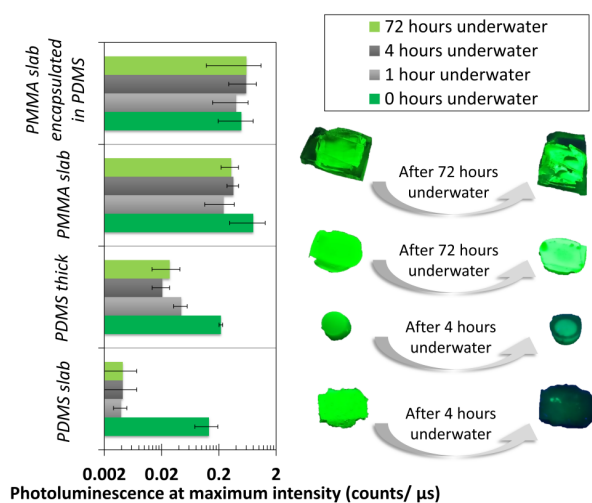 72 hours underwater
4 hours underwater
1 hour underwater
0 hours underwater
PMMA slab
encapsulated
in PDMS
PMMA slab
PDMS thick
PDMS slab
After 72 hours
underwater
After 72 hours
underwater
After 4 hours
underwater
After 4 hours
underwater
0.002 0.02 0.2 2
Photoluminescence at maximum intensity (counts/ μs)